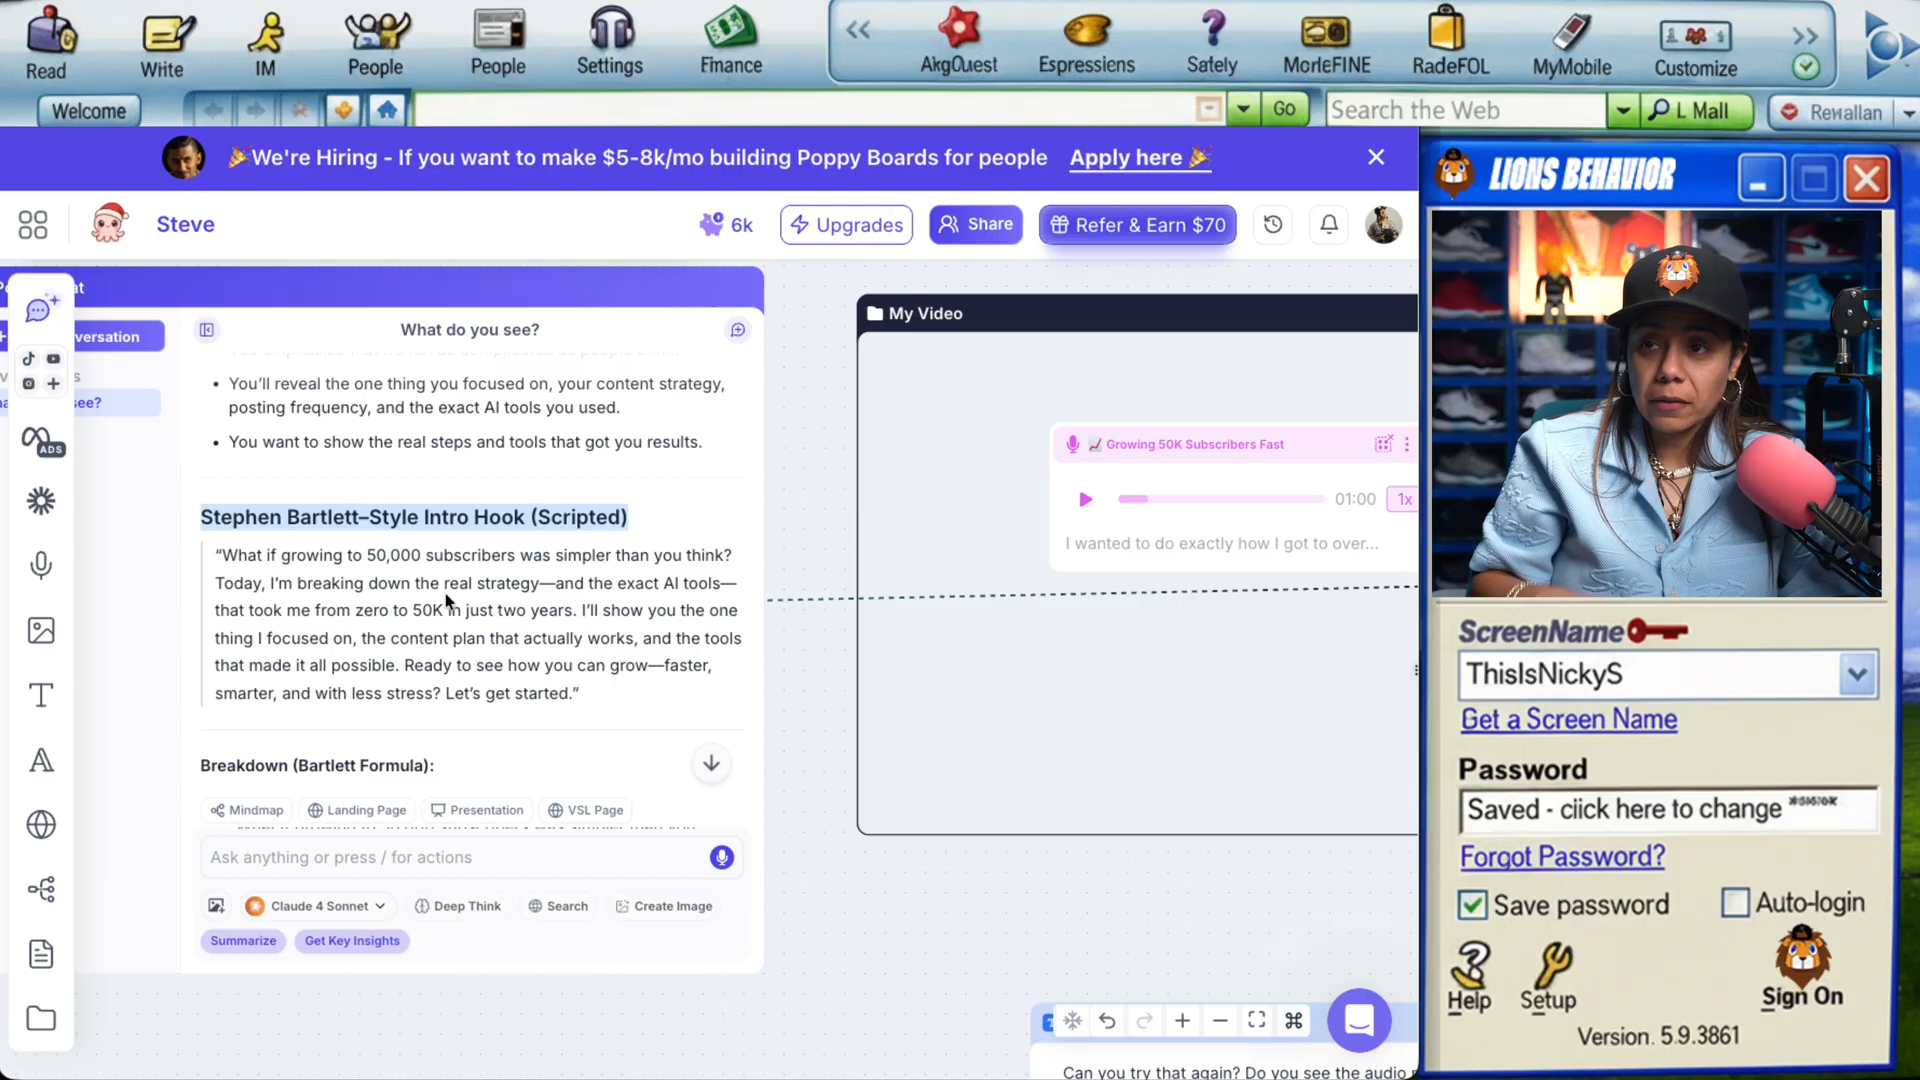 Read
Write
IM
People
People
Settings
Finance
AkgOuest
Espressiens
Sately
MordeFINE
RadeFOL
MyMobile
Customize
Welcome
Go
Search the Web
L Mall
Rewallan
🎉We're Hiring - If you want to make $5-8k/mo building Poppy Boards for people Apply here 🎉
LIONS BEHAVIOR
Steve
6k
Upgrades
Share
Refer & Earn $70
at
versation
What do you see?
see?
ADS
• You'll reveal the one thing you focused on, your content strategy,
posting frequency, and the exact AI tools you used.
• You want to show the real steps and tools that got you results.
Stephen Bartlett–Style Intro Hook (Scripted)
“What if growing to 50,000 subscribers was simpler than you think?
Today, I’m breaking down the real strategy—and the exact AI tools—
that took me from zero to 50K in just two years. I’ll show you the one
thing I focused on, the content plan that actually works, and the tools
that made it all possible. Ready to see how you can grow—faster,
smarter, and with less stress? Let’s get started.”
Breakdown (Bartlett Formula):
Mindmap
Landing Page
Presentation
VSL Page
Ask anything or press / for actions
Claude 4 Sonnet
Deep Think
Search
Create Image
Summarize
Get Key Insights
My Video
📈 Growing 50K Subscribers Fast
01:00
1x
I wanted to do exactly how I got to over...
Can you try that again? Do you see the audio
ScreenName
ThisIsNickyS
Get a Screen Name
Password
Saved - ciick here to change
Forgot Password?
Save password
Auto-login
Help
Setup
Sign On
Version. 5.9.3861